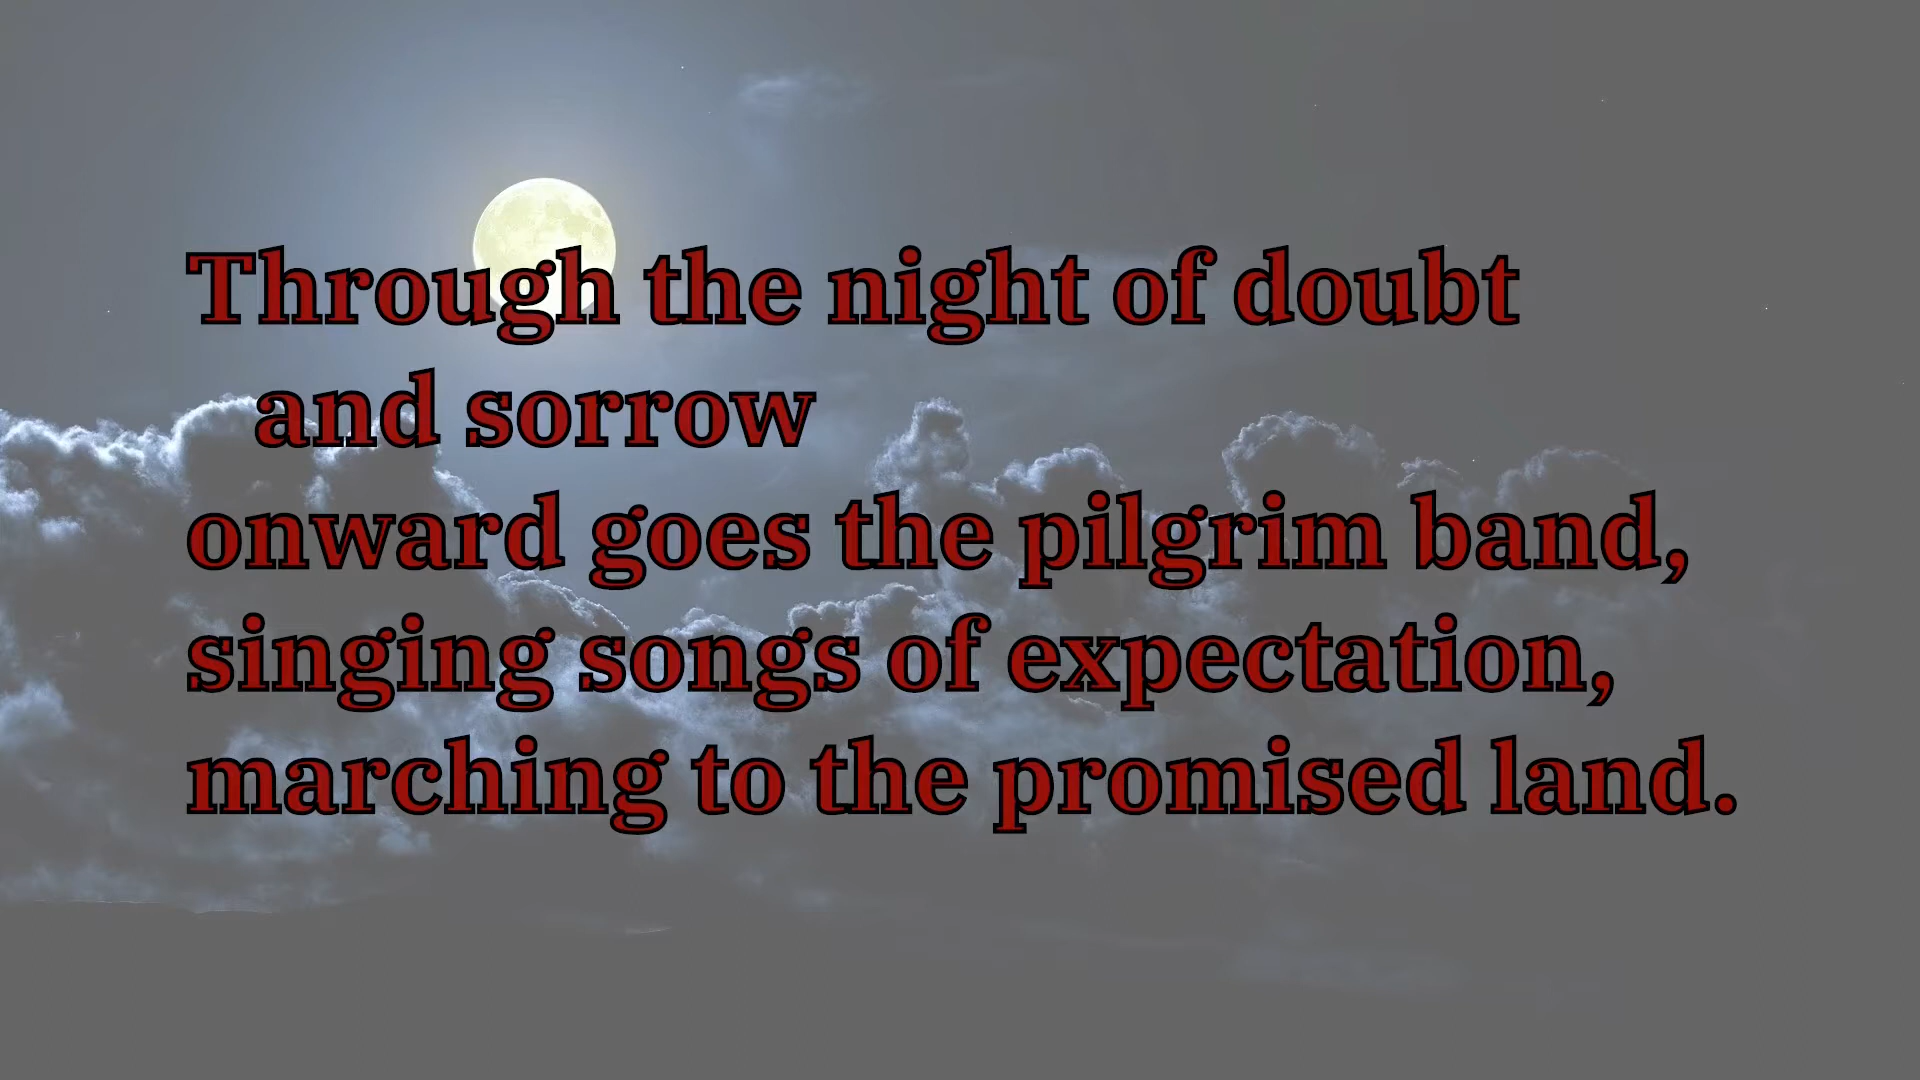 Through the night of doubt
and sorrow
onward goes the pilgrim band,
singing songs of expectation,
marching to the promised land.